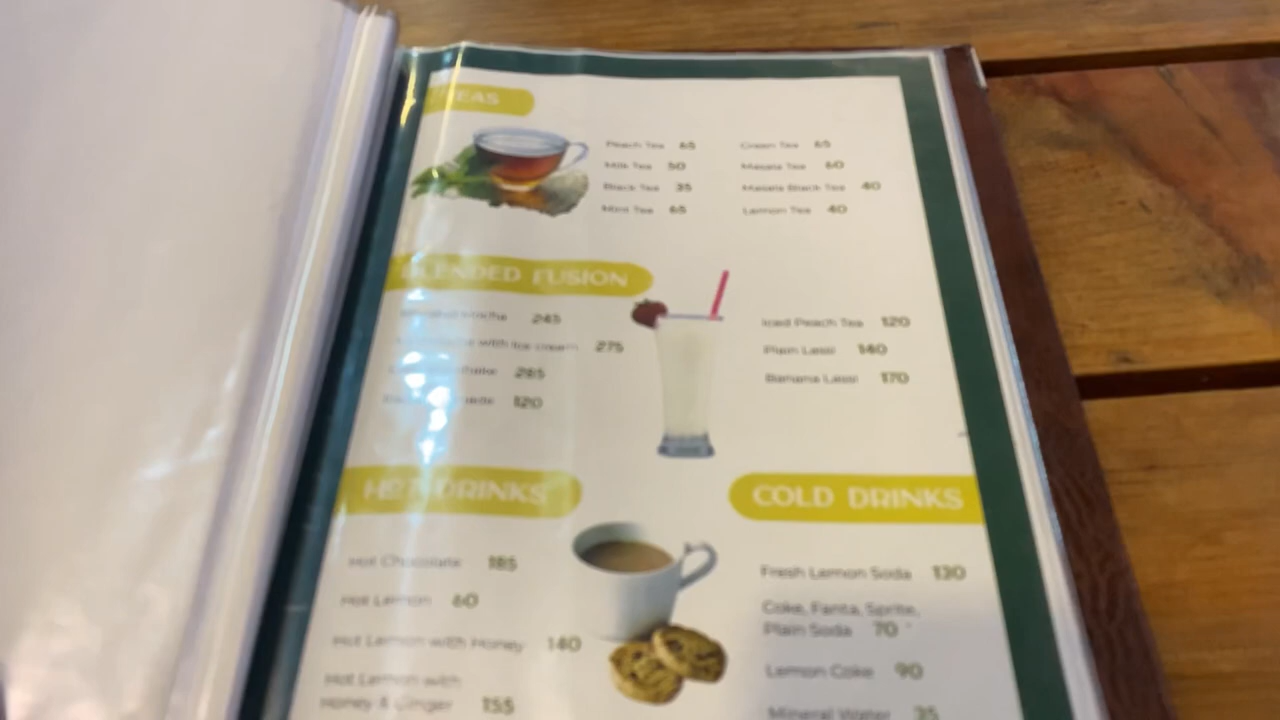 TEAS
Peach Tea 65
Milk Tea 50
Black Tea 35
Mint Tea 65
Green Tea 65
Masala Tea 60
Masala Black Tea 40
Lemon Tea 40
BLENDED FUSION
Mocha 245
with Ice cream 275
285
120
Iced Peach Tea 120
Plain Lassi 140
Banana Lassi 170
HOT DRINKS
Hot Chocolate 185
Hot Lemon 60
Hot Lemon with Honey 140
Hot Lemon with
Honey & Ginger 155
COLD DRINKS
Fresh Lemon Soda 130
Coke, Fanta, Sprite,
Plain Soda 70
Lemon Coke 90
Mineral Water 35